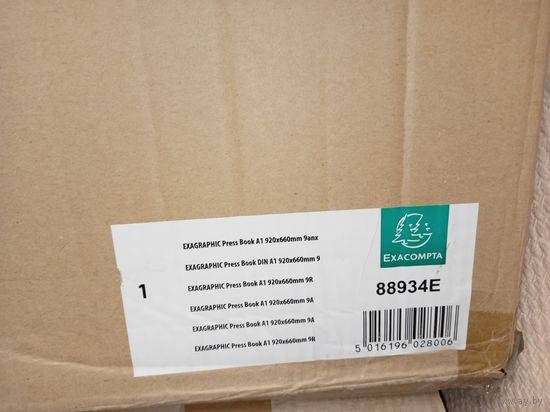 EXAGRAPHIC Press Book A1 920x660mm 9anx
EXAGRAPHIC Press Book DIN A1 920x660mm 9
EXAGRAPHIC Press Book A1 920x660mm 9R
EXAGRAPHIC Press Book A1 920x660mm 9A
EXAGRAPHIC Press Book A1 920x660mm 9A
EXAGRAPHIC Press Book A1 920x660mm 9R
1
EXACOMPTA
88934E
5 016196 028006